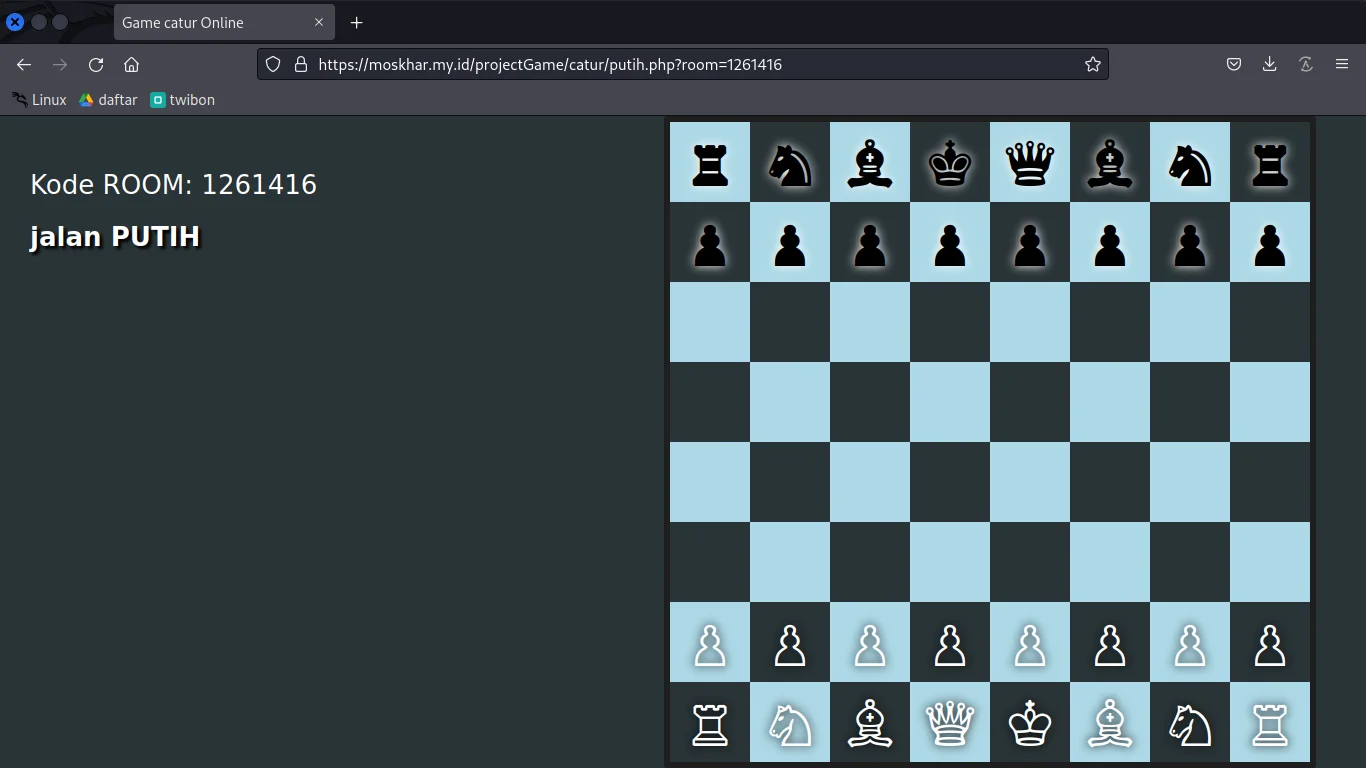 Game catur Online
https://moskhar.my.id/projectGame/catur/putih.php?room=1261416
Linux daftar twibon
Kode ROOM: 1261416
jalan PUTIH